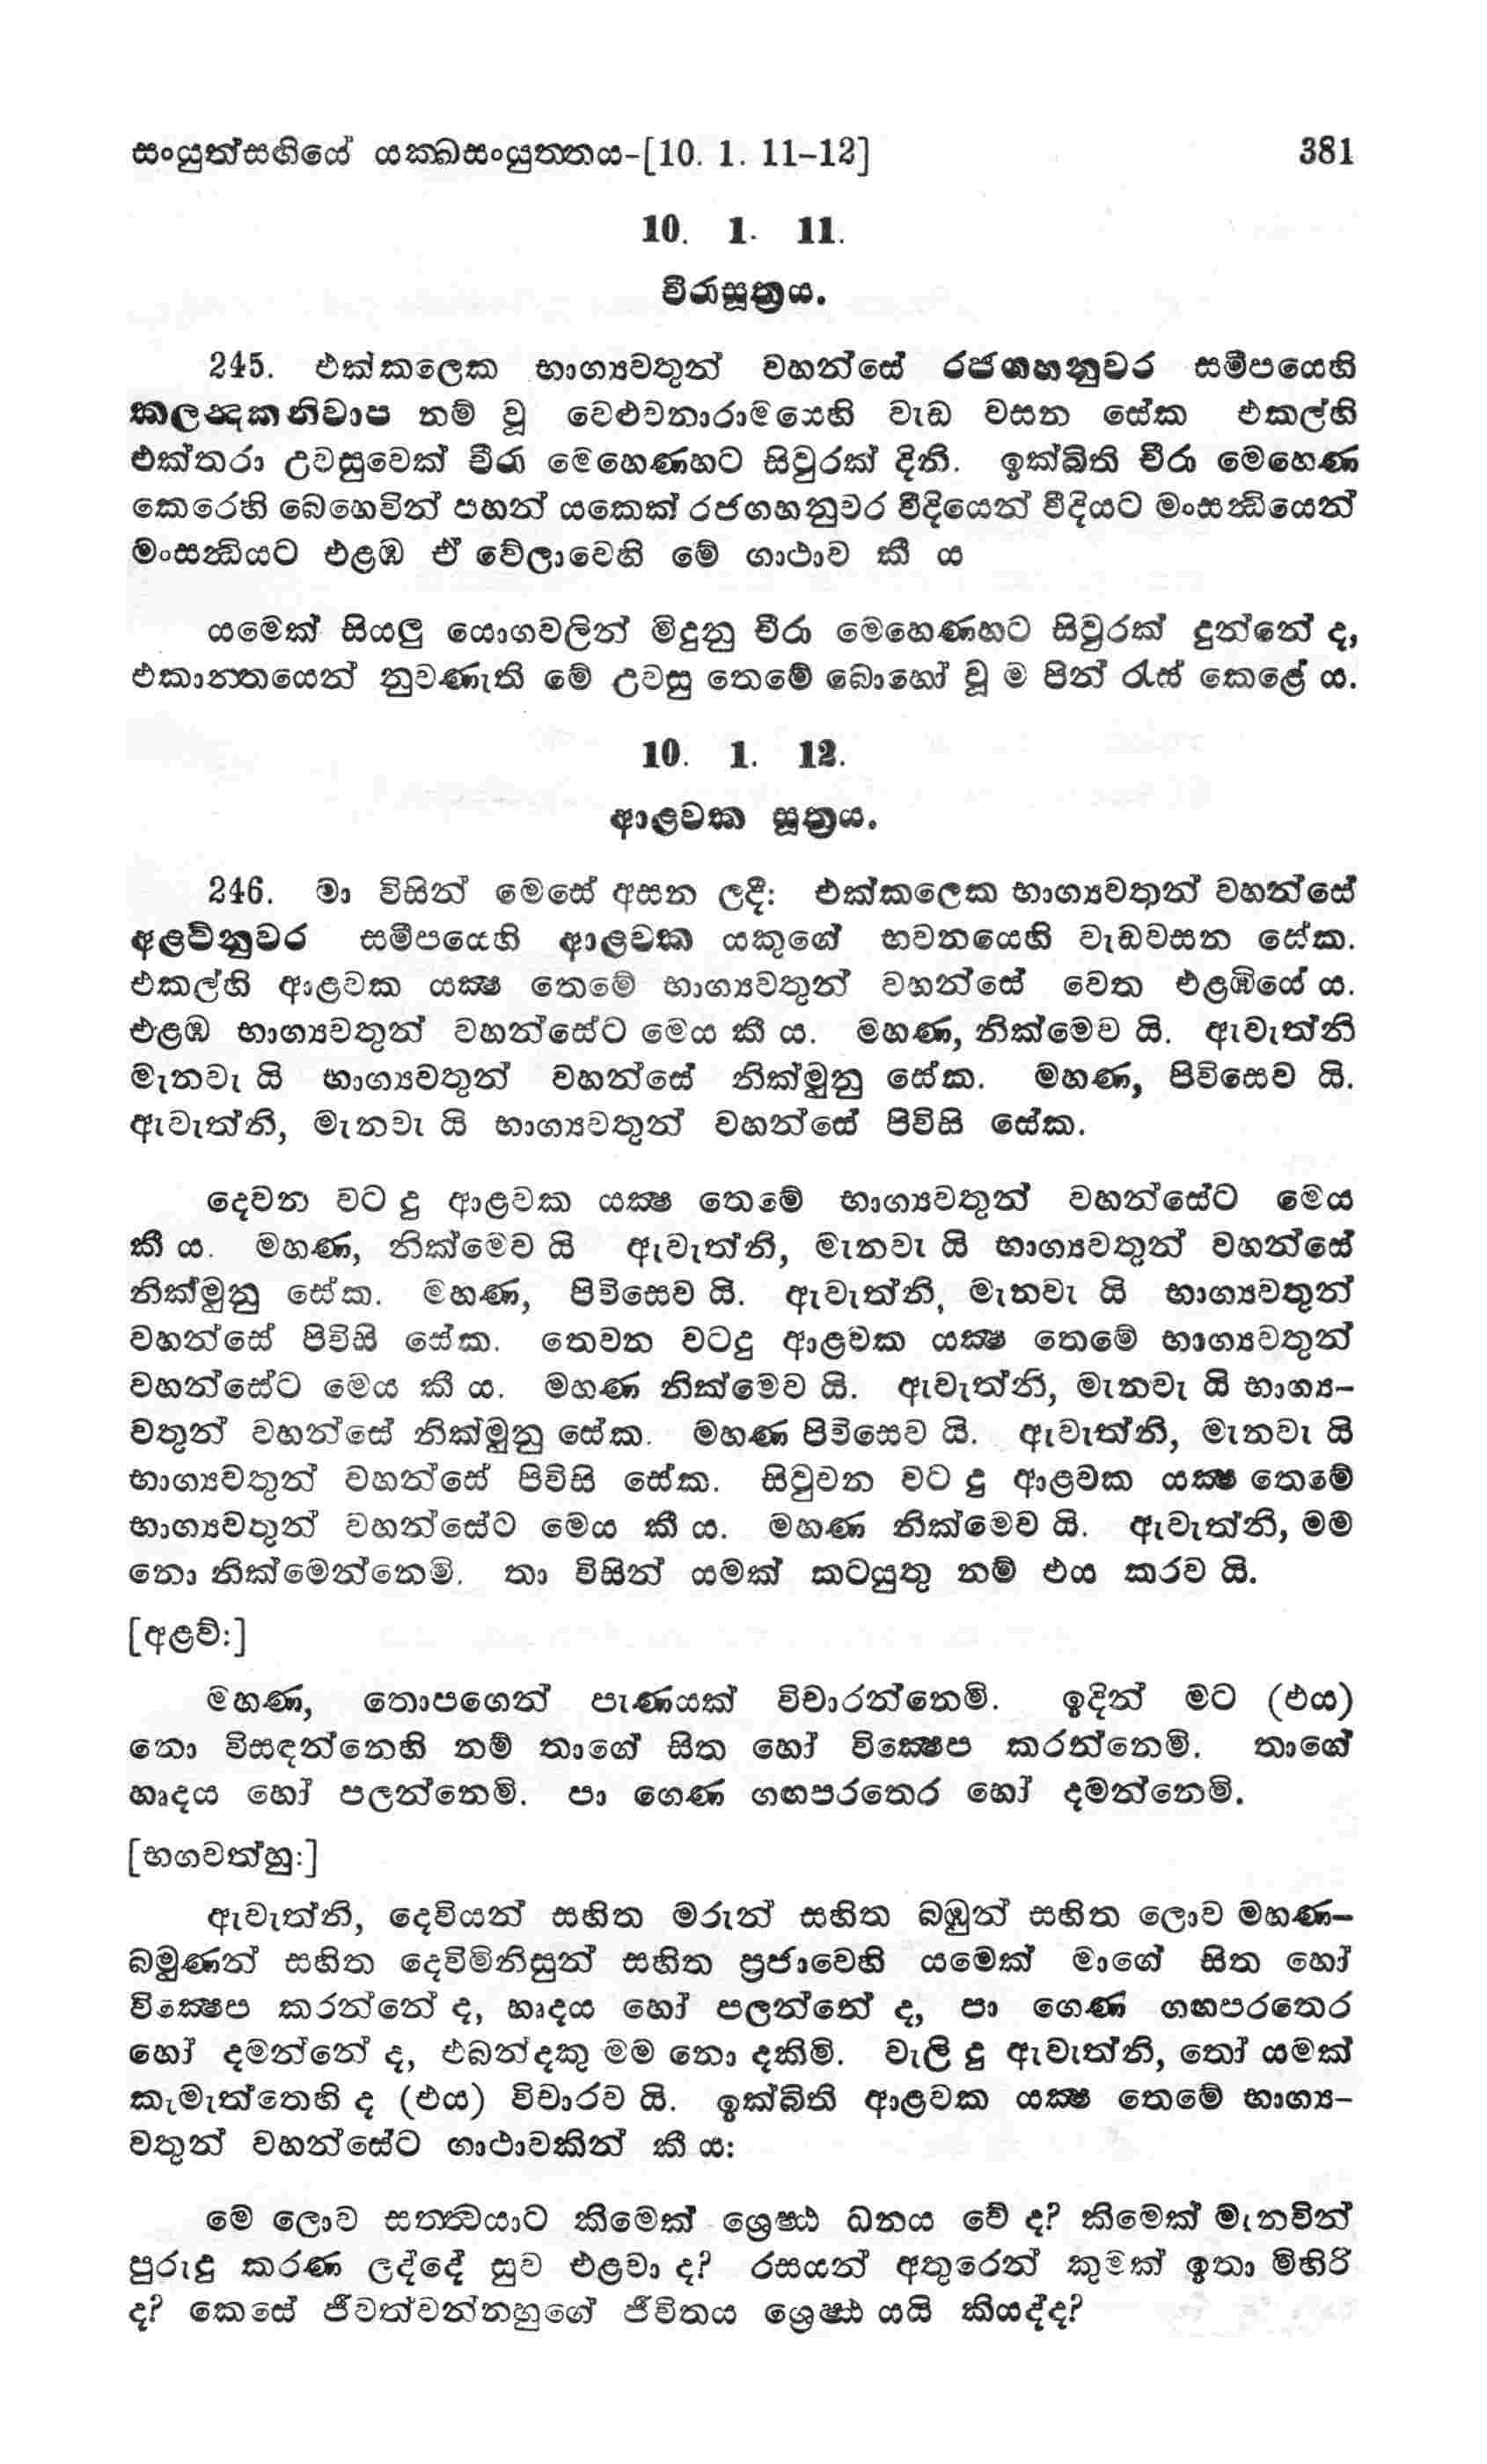 සංයුත්සඟියේ යක්ඛසංයුත්තය-[10. 1. 11-12] 381
10. 1. 11.
චීරාසූත්‍රය.
245. එක්කලෙක භාග්‍යවතුන් වහන්සේ රජගහනුවර සමීපයෙහි
කලන්‍දකනිවාප නම් වූ වෙළුවනාරාමයෙහි වැඩ වසන සේක එකල්හි
එක්තරා උවසුවෙක් චීරා මෙහෙණහට සිවුරක් දිනි. ඉක්බිති චීරා මෙහෙණ
කෙරෙහි බෙහෙවින් පහන් යකෙක් රජගහනුවර වීදියෙන් වීදියට මංසන්‍ධියෙන්
මංසන්‍ධියට එළඹ ඒ වේලාවෙහි මේ ගාථාව කී ය
යමෙක් සියලු යොගවලින් මිදුනු චීරා මෙහෙණහට සිවුරක් දුන්නේ ද,
එකාන්‍තයෙන් නුවණැති මේ උවසු තෙමේ බොහෝ වූ ම පින් රැස් කෙළේ ය.
10. 1. 12.
ආළවක සූත්‍රය.
246. මා විසින් මෙසේ අසන ලදී: එක්කලෙක භාග්‍යවතුන් වහන්සේ
අළව්නුවර සමීපයෙහි ආළවක යකුගේ භවනයෙහි වැඩවසන සේක.
එකල්හි ආළවක යක්‍ෂ තෙමේ භාග්‍යවතුන් වහන්සේ වෙත එළඹියේ ය.
එළඹ භාග්‍යවතුන් වහන්සේට මෙය කී ය. මහණ, නික්මෙව යි. ඇවැත්නි
මැනවැ යි භාග්‍යවතුන් වහන්සේ නික්මුනු සේක. මහණ, පිවිසෙව යි.
ඇවැත්නි, මැනවැ යි භාග්‍යවතුන් වහන්සේ පිවිසි සේක.
දෙවන වට දු ආළවක යක්‍ෂ තෙමේ භාග්‍යවතුන් වහන්සේට මෙය
කී ය. මහණ, නික්මෙව යි ඇවැත්නි, මැනවැ යි භාග්‍යවතුන් වහන්සේ
නික්මුනු සේක. මහණ, පිවිසෙව යි. ඇවැත්නි, මැනවැ යි භාග්‍යවතුන්
වහන්සේ පිවිසි සේක. තෙවන වටදු ආළවක යක්‍ෂ තෙමේ භාග්‍යවතුන්
වහන්සේට මෙය කී ය. මහණ නික්මෙව යි. ඇවැත්නි, මැනවැ යි භාග්‍ය-
වතුන් වහන්සේ නික්මුනු සේක. මහණ පිවිසෙව යි. ඇවැත්නි, මැනවැ යි
භාග්‍යවතුන් වහන්සේ පිවිසි සේක. සිවුවන වට දු ආළවක යක්‍ෂ තෙමේ
භාග්‍යවතුන් වහන්සේට මෙය කී ය. මහණ නික්මෙව යි. ඇවැත්නි, මම
නො නික්මෙන්නෙමි. තා විසින් යමක් කටයුතු නම් එය කරව යි.
[අළව්:]
මහණ, තොපගෙන් පැණයක් විචාරන්නෙමි. ඉදින් මට (එය)
නො විසඳන්නෙහි නම් තාගේ සිත හෝ වික්‍ෂෙප කරන්නෙමි. තාගේ
හෘදය හෝ පලන්නෙමි. පා ගෙණ ගඟපරතෙර හෝ දමන්නෙමි.
[භගවත්හු:]
ඇවැත්නි, දෙවියන් සහිත මරුන් සහිත බඹුන් සහිත ලොව මහණ-
බමුණන් සහිත දෙවිමිනිසුන් සහිත ප්‍රජාවෙහි යමෙක් මාගේ සිත හෝ
වික්‍ෂෙප කරන්නේ ද, හෘදය හෝ පලන්නේ ද, පා ගෙණ ගඟපරතෙර
හෝ දමන්නේ ද, එබන්දකු මම නො දකිමි. වැලි දු ඇවැත්නි, තෝ යමක්
කැමැත්තෙහි ද (එය) විචාරව යි. ඉක්බිති ආළවක යක්‍ෂ තෙමේ භාග්‍ය-
වතුන් වහන්සේට ගාථාවකින් කී ය:
මේ ලොව සත්ත්‍වයාට කිමෙක් ශ්‍රෙෂ්ඨ ධනය වේ ද? කිමෙක් මැනවින්
පුරුදු කරණ ලද්දේ සුව එළවා ද? රසයන් අතුරෙන් කුමක් ඉතා මිහිරි
ද? කෙසේ ජීවත්වන්නහුගේ ජීවිතය ශ්‍රෙෂ්ඨ යයි කියද්ද?